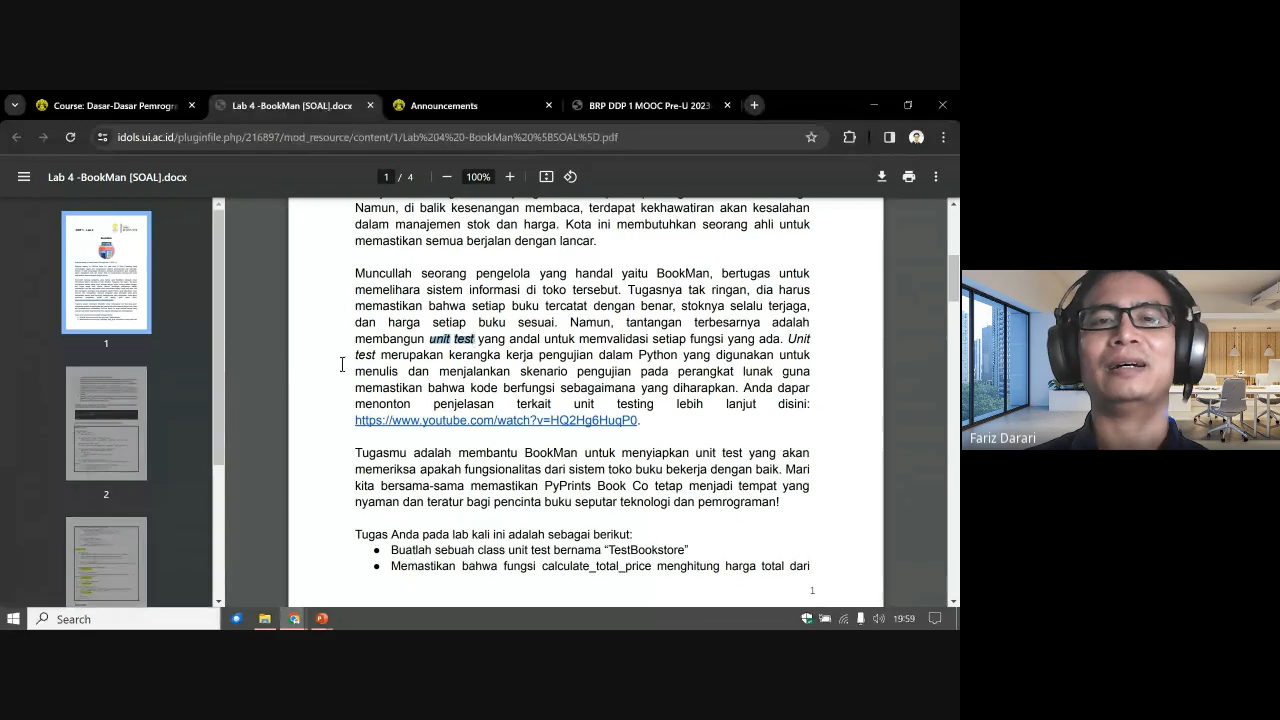 Course: Dasar-Dasar Pemrogr
Lab 4 -BookMan [SOAL].docx
Announcements
BRP DDP 1 MOOC Pre-U 2023
idols.ui.ac.id/pluginfile.php/216897/mod_resource/content/1/Lab%204%20-BookMan%20%5BSOAL%5D.pdf
Lab 4 -BookMan [SOAL].docx
1 / 4
100%
Namun, di balik kesenangan membaca, terdapat kekhawatiran akan kesalahan
dalam manajemen stok dan harga. Kota ini membutuhkan seorang ahli untuk
memastikan semua berjalan dengan lancar.
Muncullah seorang pengelola yang handal yaitu BookMan, bertugas untuk
memelihara sistem informasi di toko tersebut. Tugasnya tak ringan, dia harus
memastikan bahwa setiap buku tercatat dengan benar, stoknya selalu terjaga,
dan harga setiap buku sesuai. Namun, tantangan terbesarnya adalah
membangun unit test yang andal untuk memvalidasi setiap fungsi yang ada. Unit
test merupakan kerangka kerja pengujian dalam Python yang digunakan untuk
menulis dan menjalankan skenario pengujian pada perangkat lunak guna
memastikan bahwa kode berfungsi sebagaimana yang diharapkan. Anda dapar
menonton penjelasan terkait unit testing lebih lanjut disini:
https://www.youtube.com/watch?v=HQ2Hg6HuqP0.
Tugasmu adalah membantu BookMan untuk menyiapkan unit test yang akan
memeriksa apakah fungsionalitas dari sistem toko buku bekerja dengan baik. Mari
kita bersama-sama memastikan PyPrints Book Co tetap menjadi tempat yang
nyaman dan teratur bagi pencinta buku seputar teknologi dan pemrograman!
Tugas Anda pada lab kali ini adalah sebagai berikut:
● Buatlah sebuah class unit test bernama “TestBookstore”
● Memastikan bahwa fungsi calculate_total_price menghitung harga total dari
1
1
2
Search
19:59
Fariz Darari